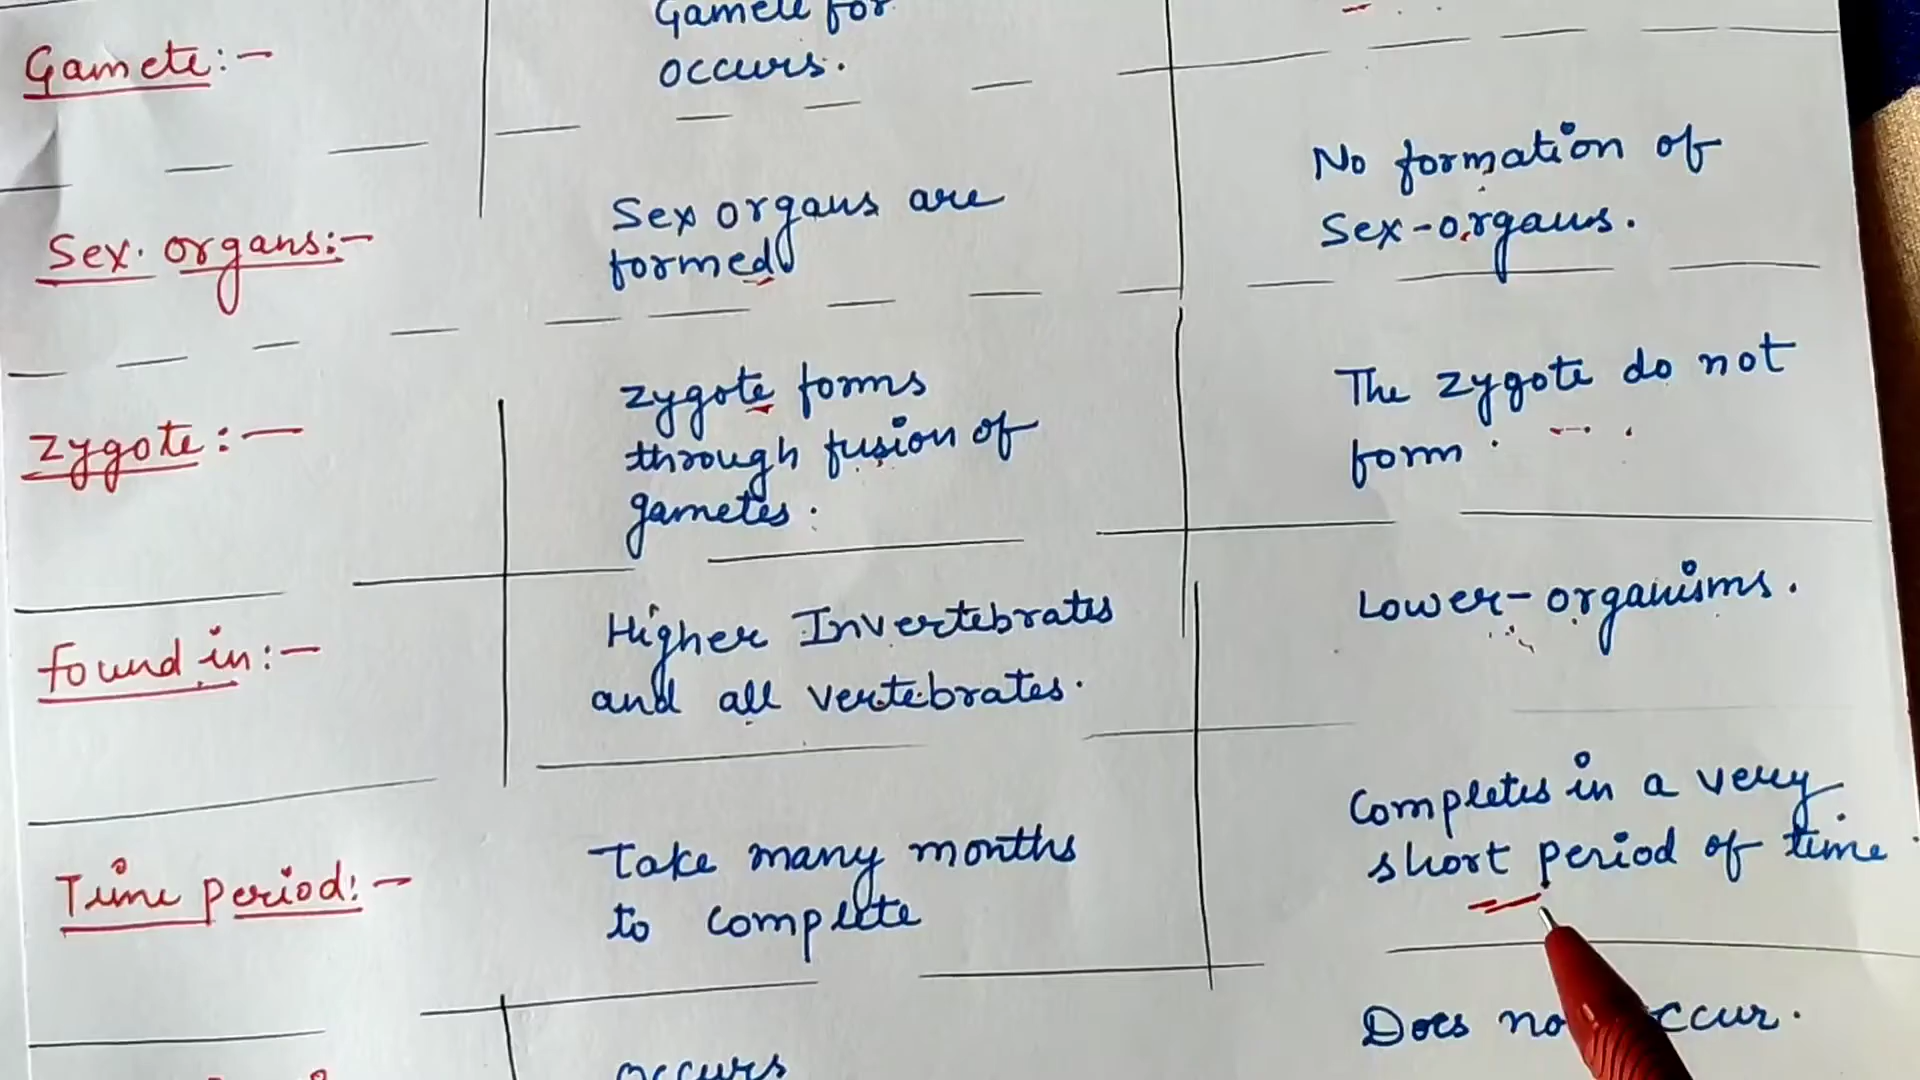 Gamete for
occurs.
Gamete:-
Sex organs:-
Sex organs are
formed
No formation of
Sex-organs.
Zygote:-
Zygote forms
through fusion of
gametes.
The zygote do not
form.
found in:-
Higher Invertebrates
and all vertebrates.
Lower-organisms.
Time period:-
Take many months
to complete
Completes in a very
short period of time.
occurs
Does no occur.